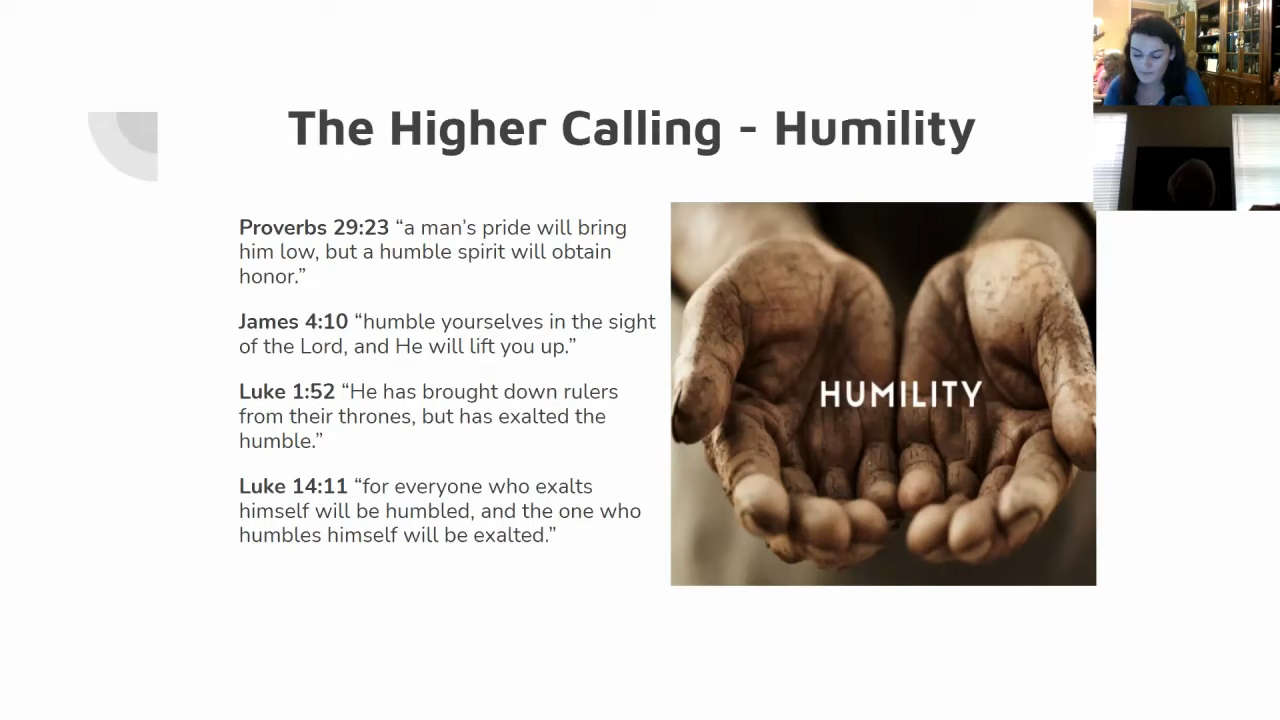 The Higher Calling - Humility
Proverbs 29:23 “a man’s pride will bring
him low, but a humble spirit will obtain
honor.”
James 4:10 “humble yourselves in the sight
of the Lord, and He will lift you up.”
Luke 1:52 “He has brought down rulers
from their thrones, but has exalted the
humble.”
Luke 14:11 “for everyone who exalts
himself will be humbled, and the one who
humbles himself will be exalted.”
HUMILITY